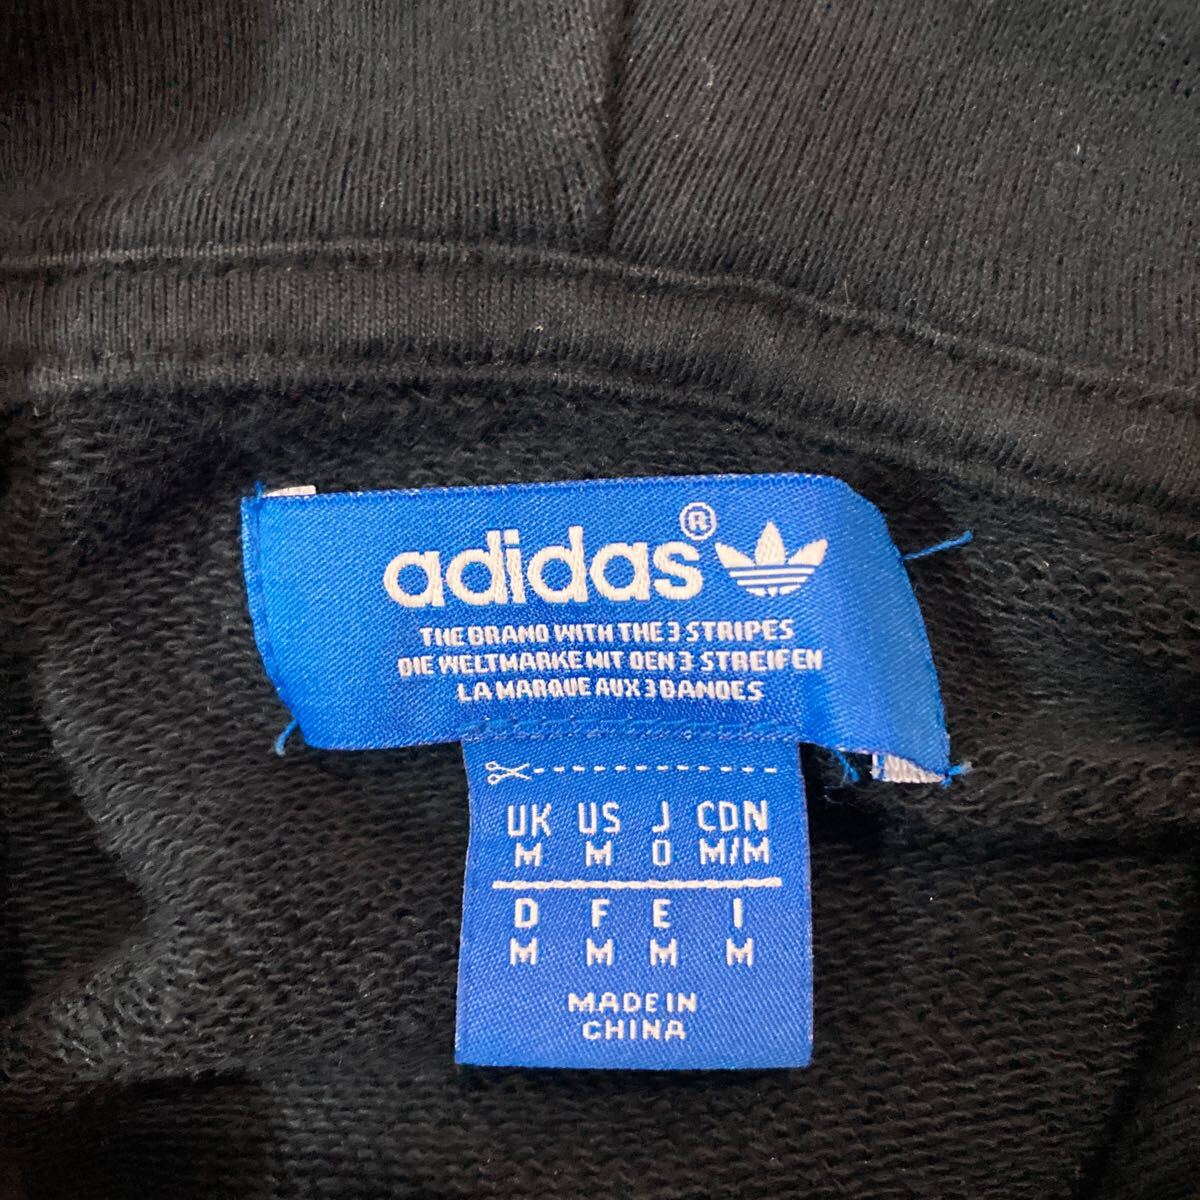 adidas®
THE BRAND WITH THE 3 STRIPES
DIE WELTMARKE MIT DEN 3 STREIFEN
LA MARQUE AUX 3 BANDES
UK US J CDN
M M O M/M
D F E I
M M M M
MADE IN
CHINA